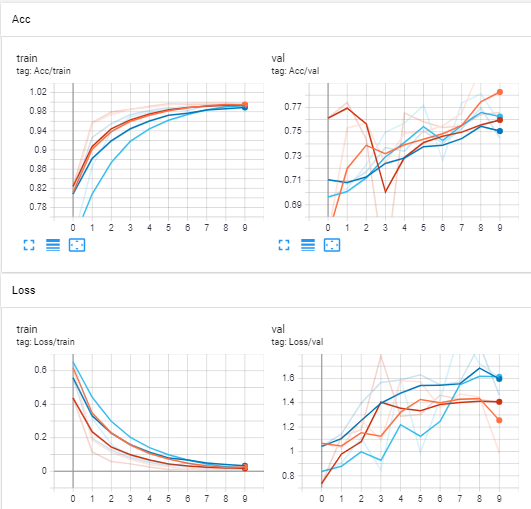 Acc
train
tag: Acc/train
1.02
0.98
0.94
0.9
0.86
0.82
0.78
0 1 2 3 4 5 6 7 8 9
val
tag: Acc/val
0.77
0.75
0.73
0.71
0.69
0 1 2 3 4 5 6 7 8 9
Loss
train
tag: Loss/train
0.6
0.4
0.2
0
0 1 2 3 4 5 6 7 8 9
val
tag: Loss/val
1.6
1.4
1.2
1
0.8
0 1 2 3 4 5 6 7 8 9